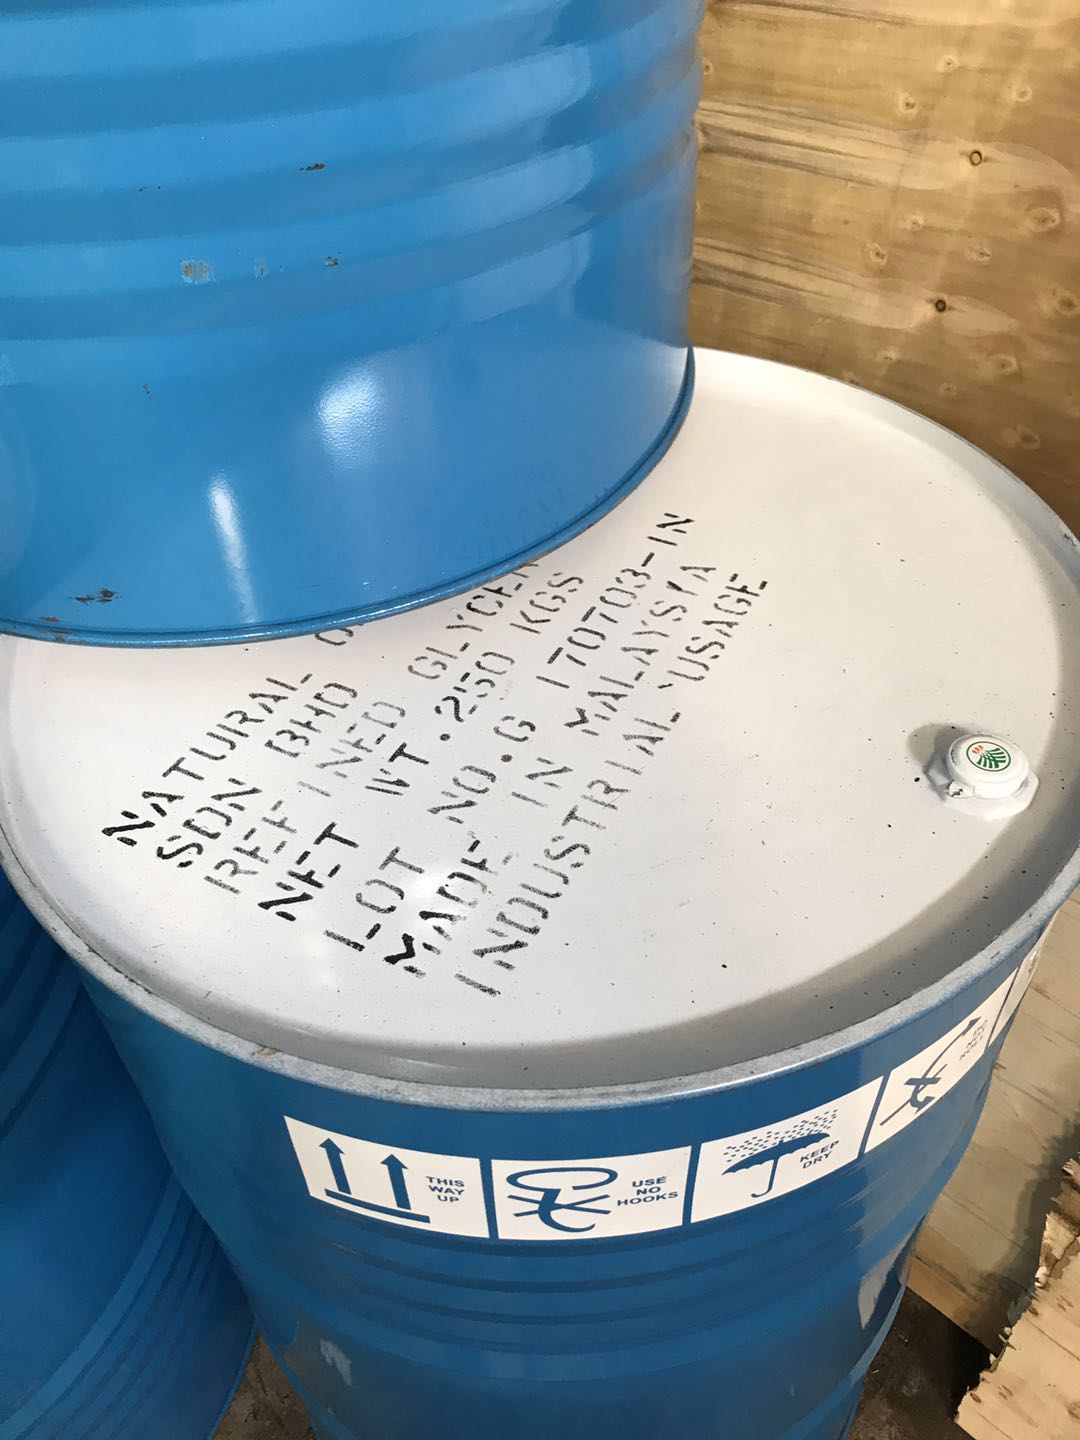 NATURAL
SDN BHD
REFINED
NET WT. 250 KGS
LOT NO.G 170703-IN
MADE IN MALAYSIA
INDUSTRIAL USAGE
THIS
WAY
UP
USE
NO
HOOKS
KEEP
DRY